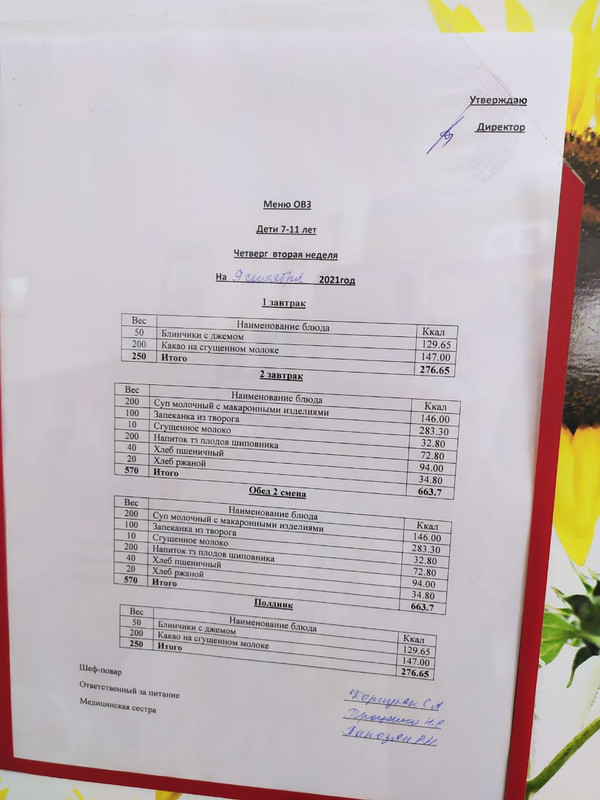 Утверждаю
Директор
Меню ОВЗ
Дети 7-11 лет
Четверг вторая неделя
На 9 сентября 2021год
1 завтрак
Вес Наименование блюда Ккал
50 Блинчики с джемом 129.65
200 Какао на сгущенном молоке 147.00
250 Итого 276.65
2 завтрак
Вес Наименование блюда Ккал
200 Суп молочный с макаронными изделиями 146.00
100 Запеканка из творога 283.30
10 Сгущенное молоко 32.80
200 Напиток тз плодов шиповника 72.80
40 Хлеб пшеничный 94.00
20 Хлеб ржаной 34.80
570 Итого 663.7
Обед 2 смена
Вес Наименование блюда Ккал
200 Суп молочный с макаронными изделиями 146.00
100 Запеканка из творога 283.30
10 Сгущенное молоко 32.80
200 Напиток тз плодов шиповника 72.80
40 Хлеб пшеничный 94.00
20 Хлеб ржаной 34.80
570 Итого 663.7
Полдник
Вес Наименование блюда Ккал
50 Блинчики с джемом 129.65
200 Какао на сгущенном молоке 147.00
250 Итого 276.65
Шеф-повар
Ответственный за питание
Медицинская сестра